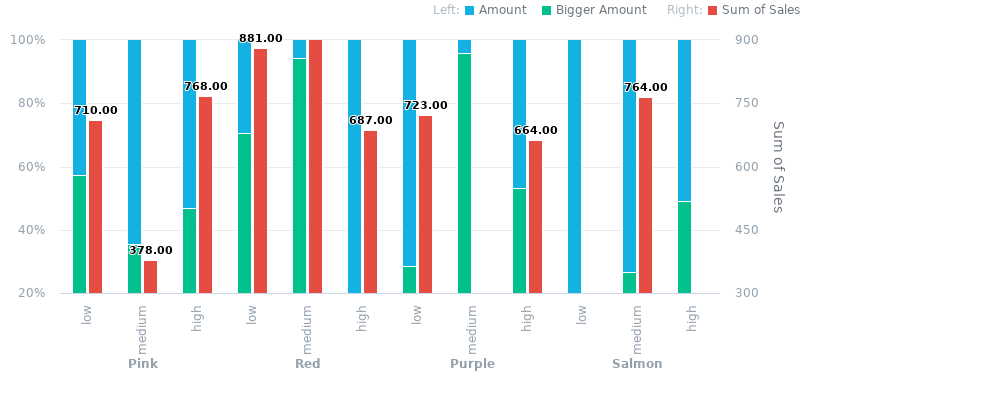 Left: Amount Bigger Amount Right: Sum of Sales
100% 881.00 900
80% 710.00 768.00 687.00 723.00 664.00 764.00 750
60% 600
40% 378.00 450
20% 300
Sum of Sales
low medium high low medium high low medium high low medium high
Pink Red Purple Salmon